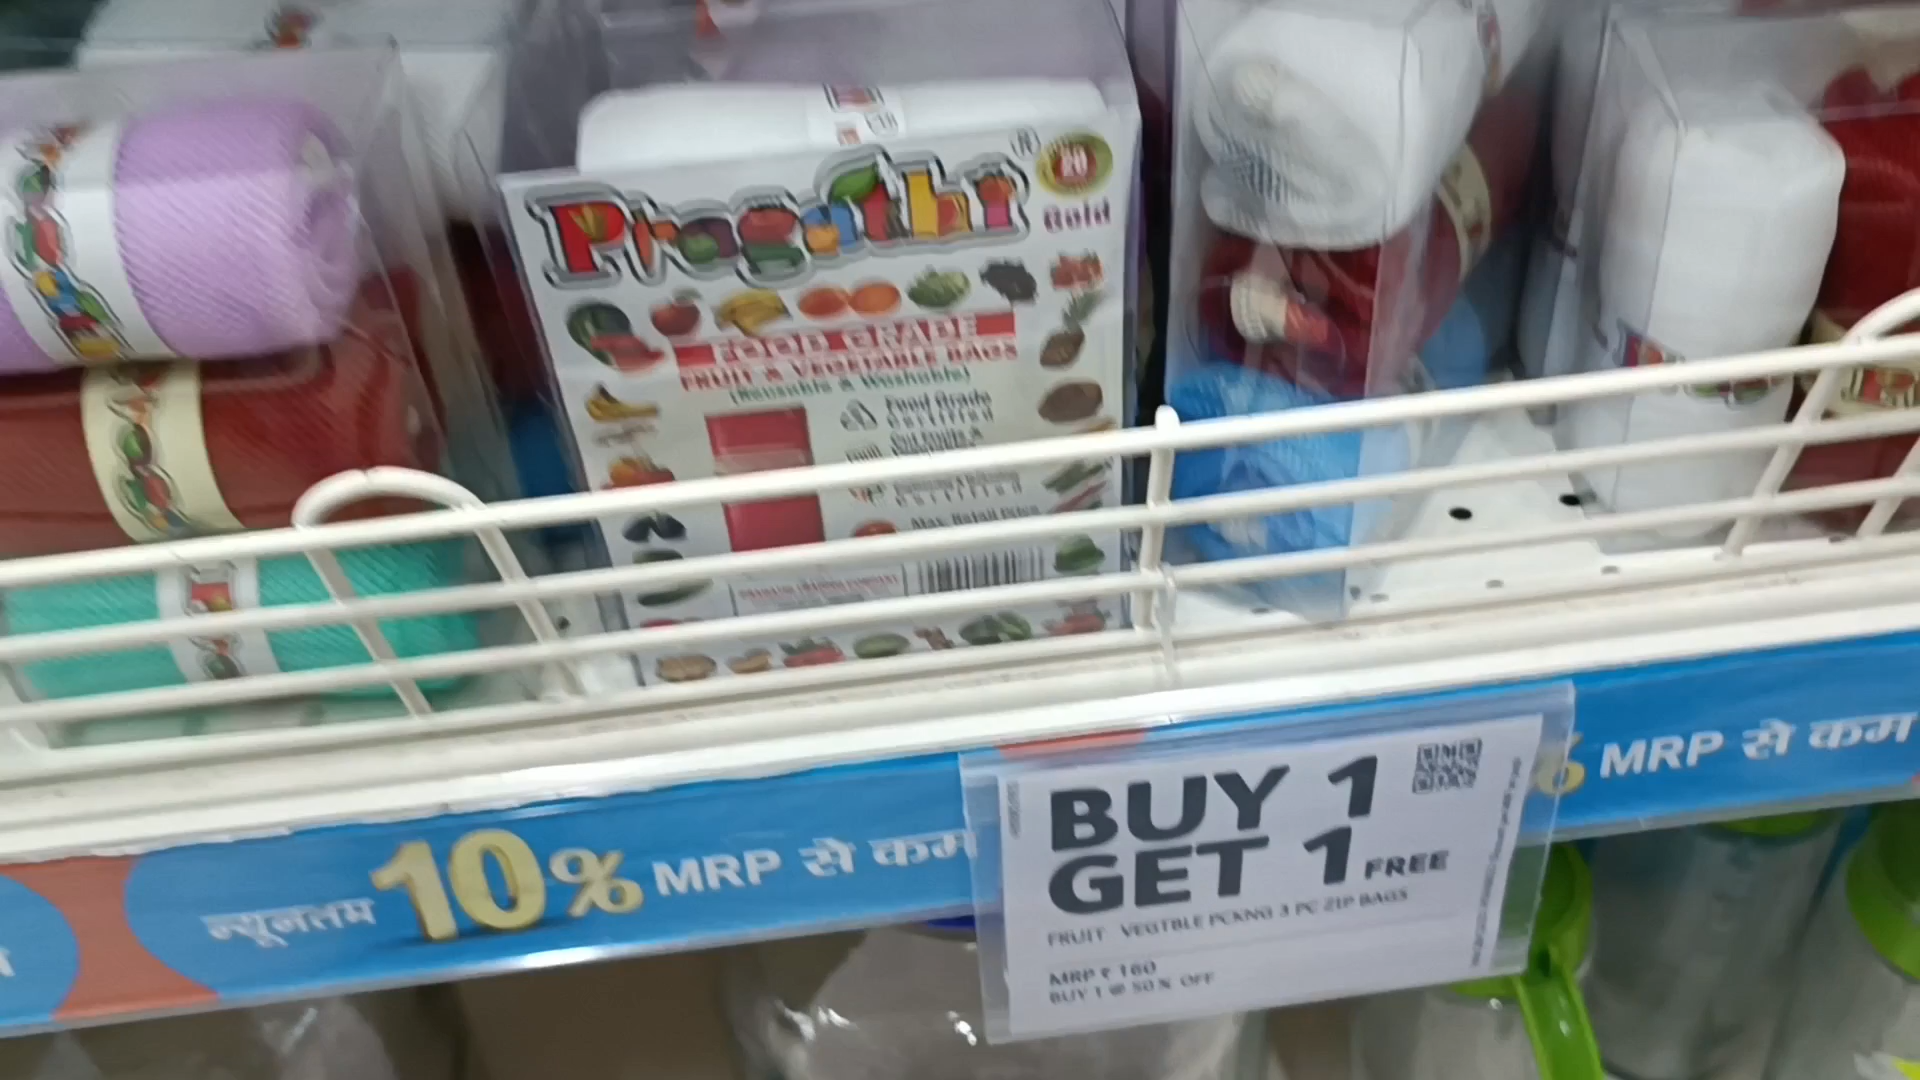 Pragathi®
Gold
FOOD GRADE
FRUIT & VEGETABLE BAGS
(Reusable & Washable)
Food Grade
Certified
Certified
Max. Retail Price
न्यूनतम 10% MRP से कम
% MRP से कम
BUY 1
GET 1 FREE
FRUIT VEGTBLE PCKNG 3 PC ZIP BAGS
MRP ₹ 160
BUY 1 @ 50% OFF